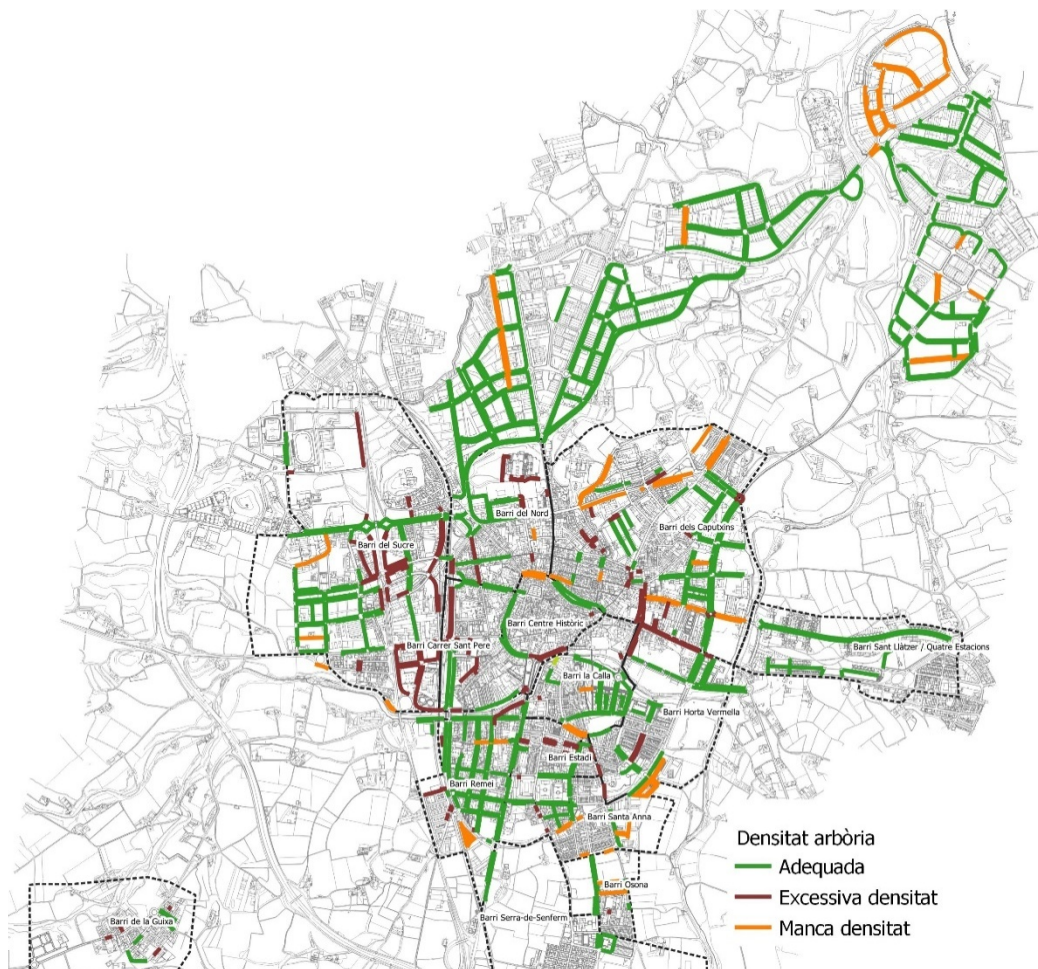 Barri del Nord
Barri dels Caputxins
Barri del Sucre
Barri Centre Històric
Barri Carrer Sant Pere
Barri Sant Llàtzer / Quatre Estacions
Barri la Calla
Barri Horta Vermella
Barri Estadi
Barri Remei
Barri Santa Anna
Barri Osona
Barri Serra-de-Senferm
Barri de la Guixa
Densitat arbòria
Adequada
Excessiva densitat
Manca densitat